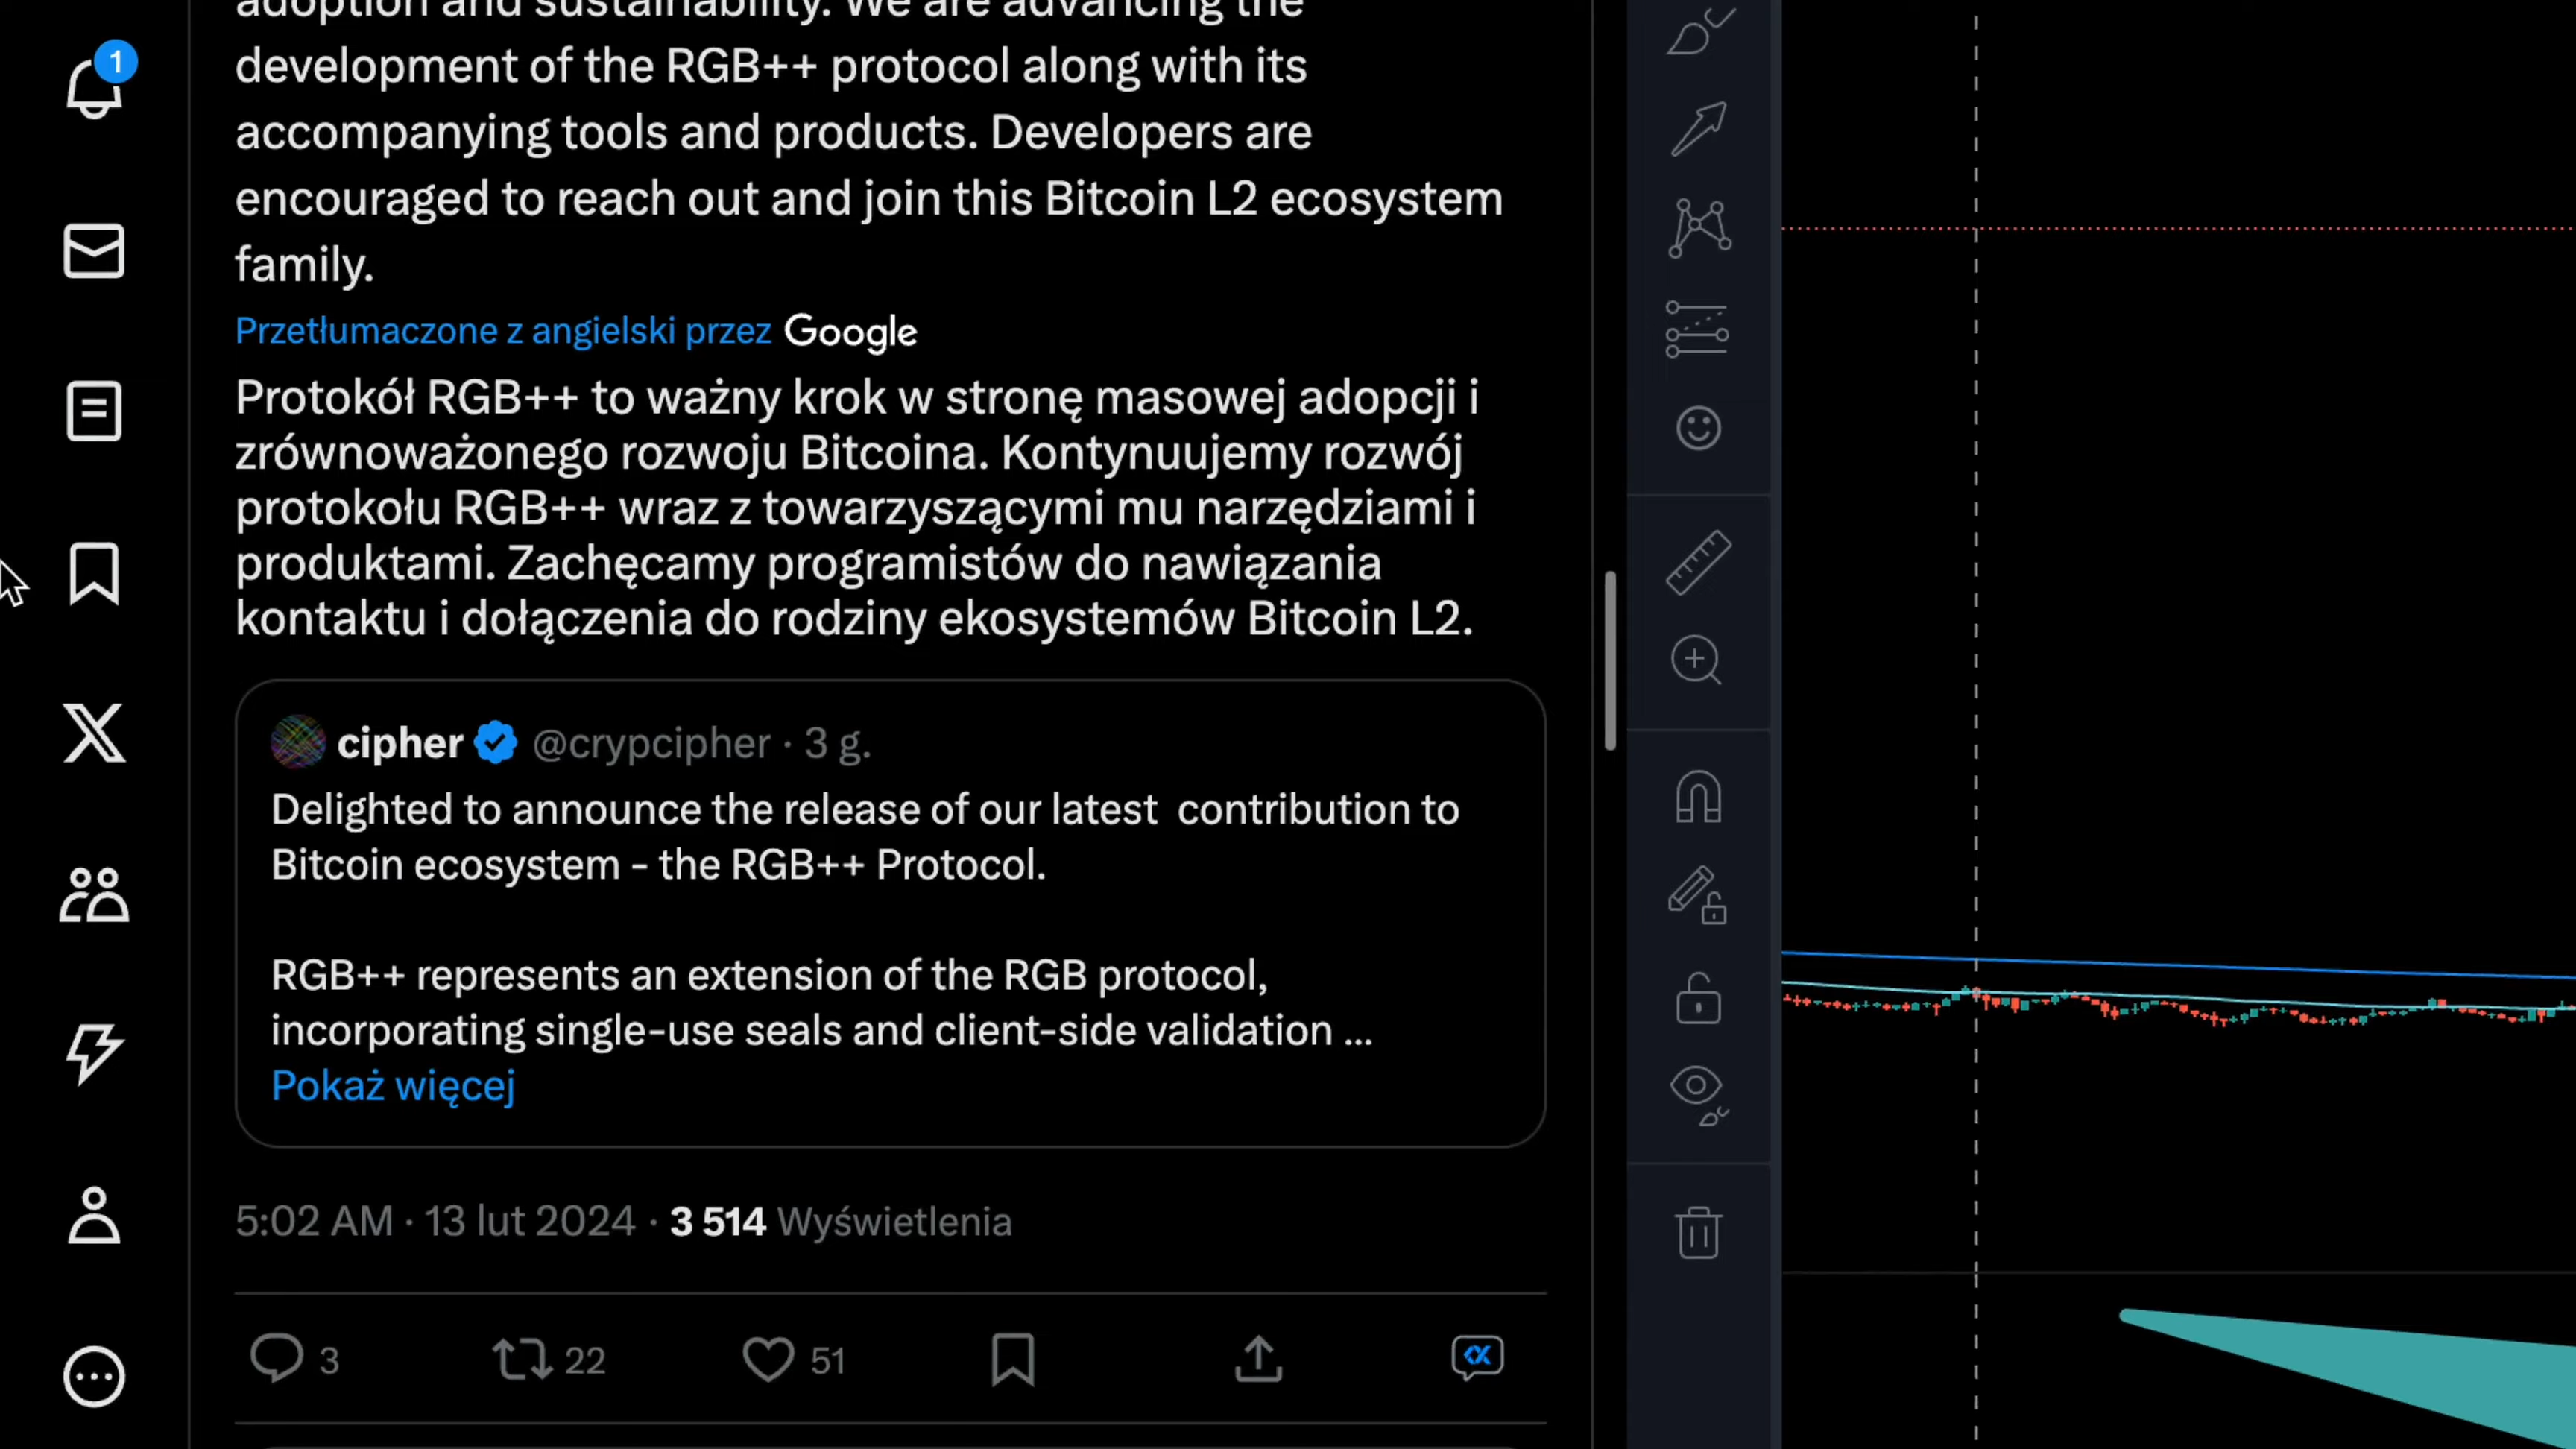 adoption and sustainability. We are advancing the
1
development of the RGB++ protocol along with its
accompanying tools and products. Developers are
encouraged to reach out and join this Bitcoin L2 ecosystem
family.
Przetłumaczone z angielski przez Google
Protokół RGB++ to ważny krok w stronę masowej adopcji i
zrównoważonego rozwoju Bitcoina. Kontynuujemy rozwój
protokołu RGB++ wraz z towarzyszącymi mu narzędziami i
produktami. Zachęcamy programistów do nawiązania
kontaktu i dołączenia do rodziny ekosystemów Bitcoin L2.
cipher @crypcipher · 3 g.
Delighted to announce the release of our latest contribution to
Bitcoin ecosystem - the RGB++ Protocol.
RGB++ represents an extension of the RGB protocol,
incorporating single-use seals and client-side validation ...
Pokaż więcej
5:02 AM · 13 lut 2024 · 3 514 Wyświetlenia
3 22 51